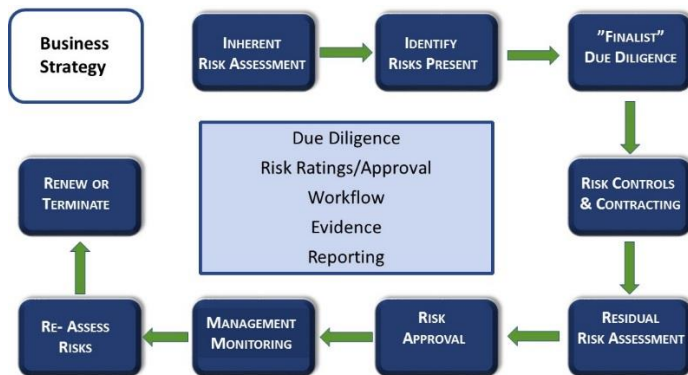 Business
Strategy
INHERENT
RISK ASSESSMENT
IDENTIFY
RISKS PRESENT
”FINALIST”
DUE DILIGENCE
Due Diligence
Risk Ratings/Approval
Workflow
Evidence
Reporting
RENEW OR
TERMINATE
RISK CONTROLS
& CONTRACTING
RE- ASSESS
RISKS
MANAGEMENT
MONITORING
RISK
APPROVAL
RESIDUAL
RISK ASSESSMENT